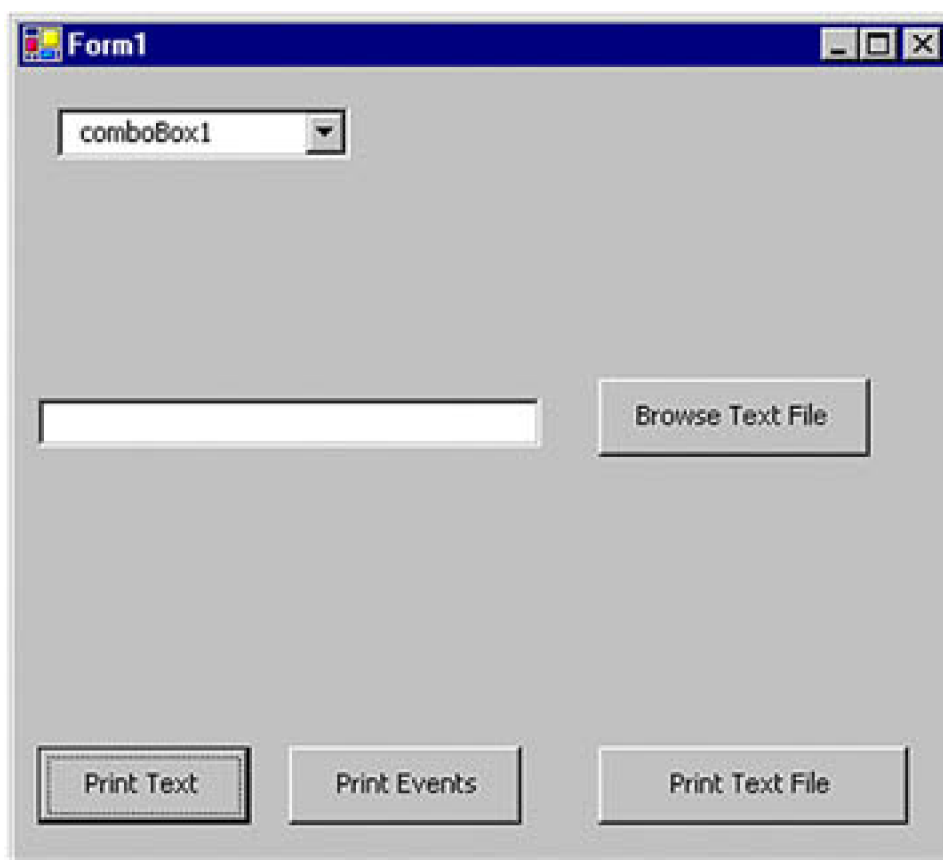 Form1
comboBox1
Browse Text File
Print Text
Print Events
Print Text File